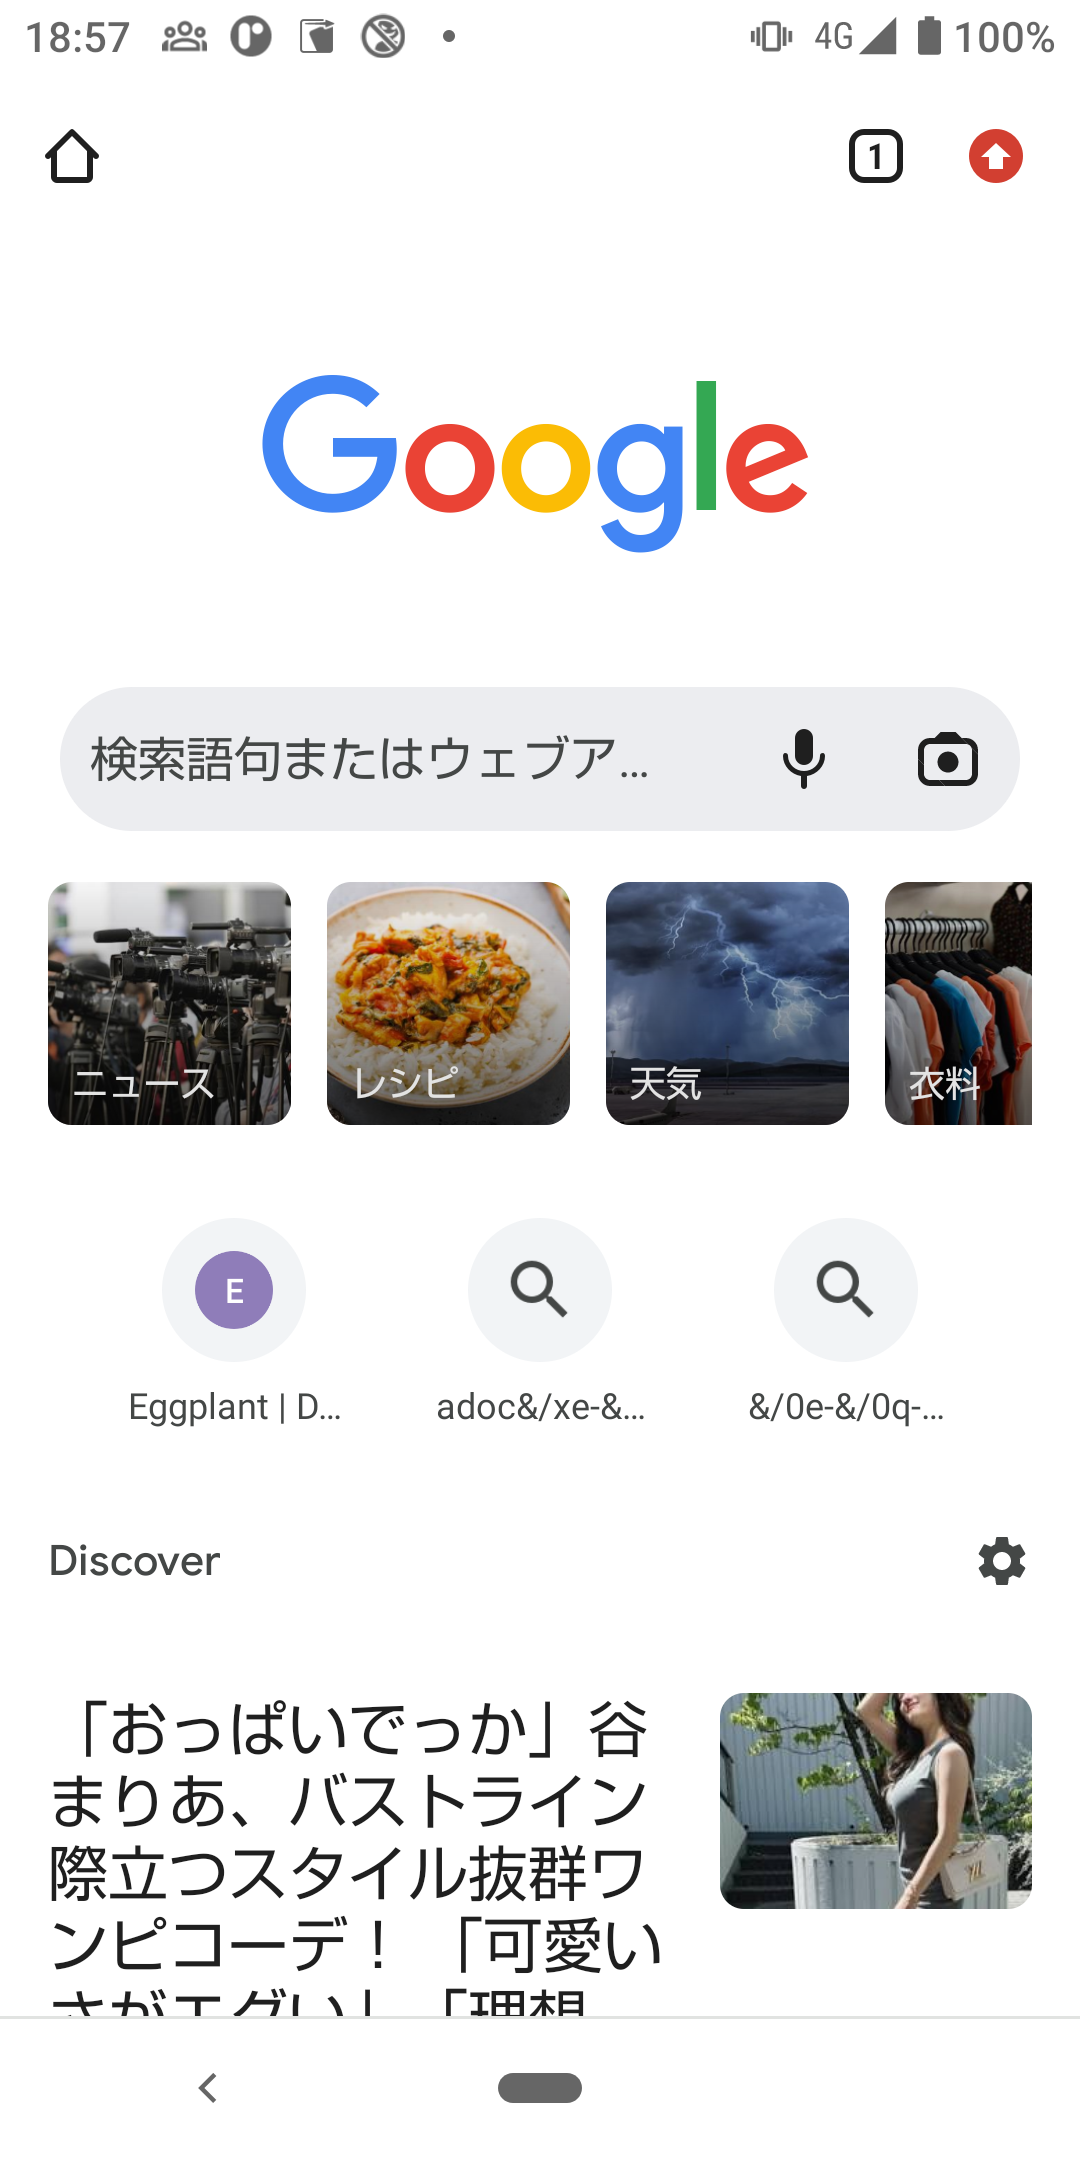 18:57
4G
100%
1
Google
検索語句またはウェブア...
ニュース
レシピ
天気
衣料
E
Eggplant | D...
adoc&/xe-&...
&/0e-&/0q-...
Discover
「おっぱいでっか」谷
まりあ、バストライン
際立つスタイル抜群ワ
ンピコーデ！ 「可愛い
さがエグい」「理想